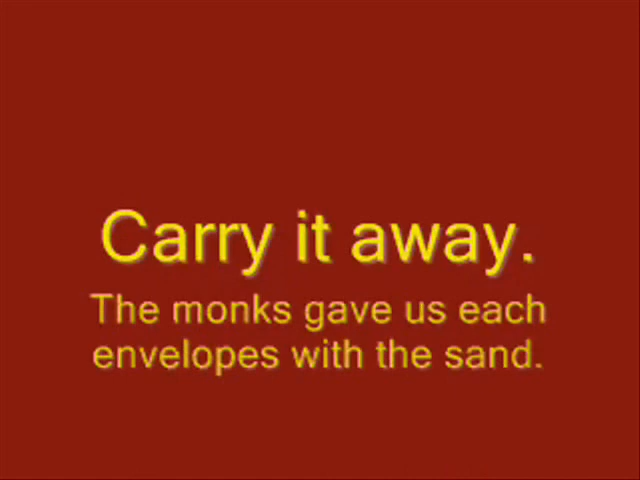 Carry it away.
The monks gave us each
envelopes with the sand.